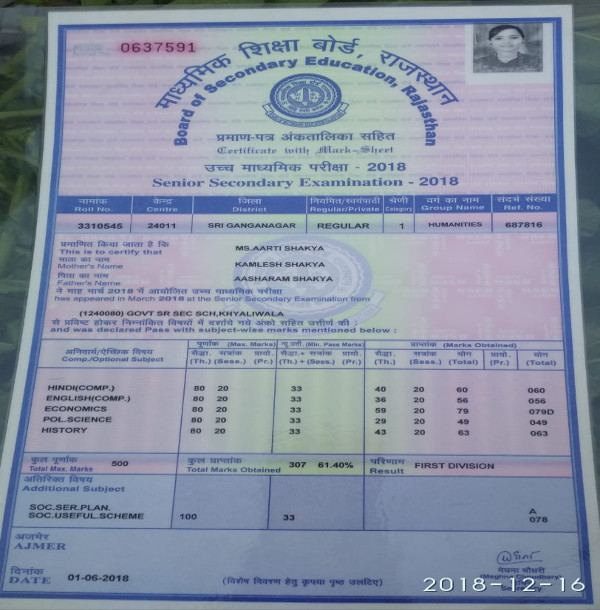 0637591
माध्यमिक शिक्षा बोर्ड, राजस्थान
Board of Secondary Education, Rajasthan
प्रमाण-पत्र अंकतालिका सहित
Certificate with Mark-Sheet
उच्च माध्यमिक परीक्षा - 2018
Senior Secondary Examination - 2018
नामांक केन्द्र जिला नियमित/स्वयंपाठी श्रेणी वर्ग का नाम संदर्भ संख्या
Roll No. Centre District Regular/Private Category Group Name Ref. No.
3310545 24011 SRI GANGANAGAR REGULAR 1 HUMANITIES 687816
प्रमाणित किया जाता है कि
This is to certify that MS.AARTI SHAKYA
माता का नाम
Mother's Name KAMLESH SHAKYA
पिता का नाम
Father's Name AASHARAM SHAKYA
ने माह मार्च 2018 में आयोजित उच्च माध्यमिक परीक्षा
has appeared in March 2018 at the Senior Secondary Examination from
(1240080) GOVT SR SEC SCH,KHYALIWALA
से प्रविष्ट होकर निम्नांकित विषयों में दर्शाये गये अंको सहित उत्तीर्ण की :
and was declared Pass with subject-wise marks mentioned below :
अनिवार्य/ऐच्छिक विषय पूर्णांक (Max. Marks) न्यू.उत्ती.(Min. Pass Marks) प्राप्तांक (Marks Obtained)
Comp./Optional Subject सैद्धा. सत्रांक प्रायो. सैद्धा.+ सत्रांक प्रायो. सैद्धा. सत्रांक योग प्रायो. योग
(Th.) (Sess.) (Pr.) (Th.) + (Sess.) (Pr.) (Th.) (Sess.) (Total) (Pr.) (Total)
HINDI(COMP.) 80 20 33 40 20 60 060
ENGLISH(COMP.) 80 20 33 36 20 56 056
ECONOMICS 80 20 33 59 20 79 079D
POL.SCIENCE 80 20 33 29 20 49 049
HISTORY 80 20 33 43 20 63 063
कुल पूर्णांक 500 कुल प्राप्तांक 307 61.40% परिणाम FIRST DIVISION
Total Max. Marks Total Marks Obtained Result
अतिरिक्त विषय
Additional Subject
SOC.SER.PLAN. A
SOC.USEFUL.SCHEME 100 33 078
अजमेर
AJMER
दिनांक
DATE 01-06-2018
मेघना चौधरी
(Meghna Choudhary)
(विशेष विवरण हेतु कृपया पृष्ठ उलटिए)
2018-12-16